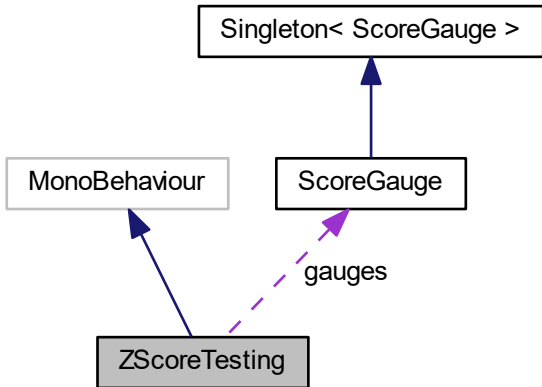 Singleton< ScoreGauge >
MonoBehaviour
ScoreGauge
gauges
ZScoreTesting